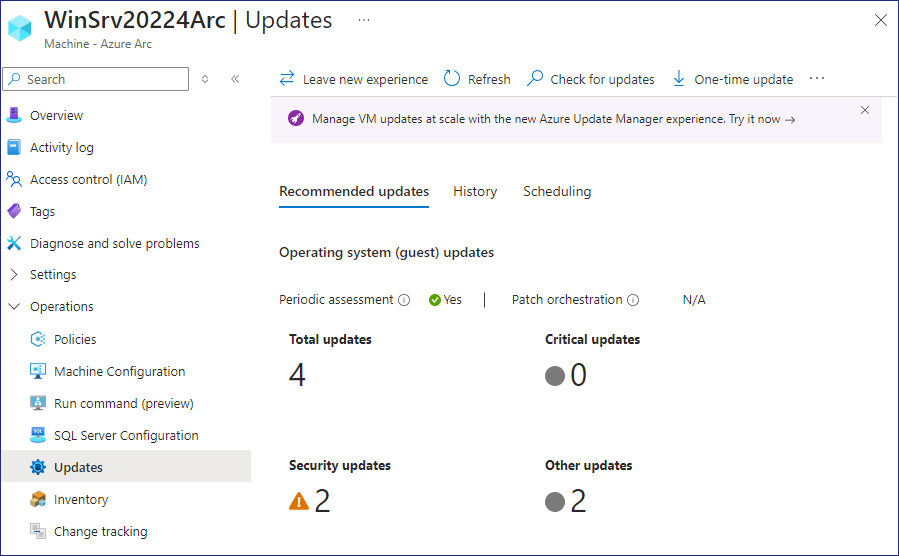 WinSrv20224Arc | Updates ...
Machine - Azure Arc
Search
Overview
Activity log
Access control (IAM)
Tags
Diagnose and solve problems
Settings
Operations
Policies
Machine Configuration
Run command (preview)
SQL Server Configuration
Updates
Inventory
Change tracking
Leave new experience Refresh Check for updates One-time update ...
Manage VM updates at scale with the new Azure Update Manager experience. Try it now →
Recommended updates History Scheduling
Operating system (guest) updates
Periodic assessment Yes | Patch orchestration N/A
Total updates Critical updates
4 0
Security updates Other updates
2 2